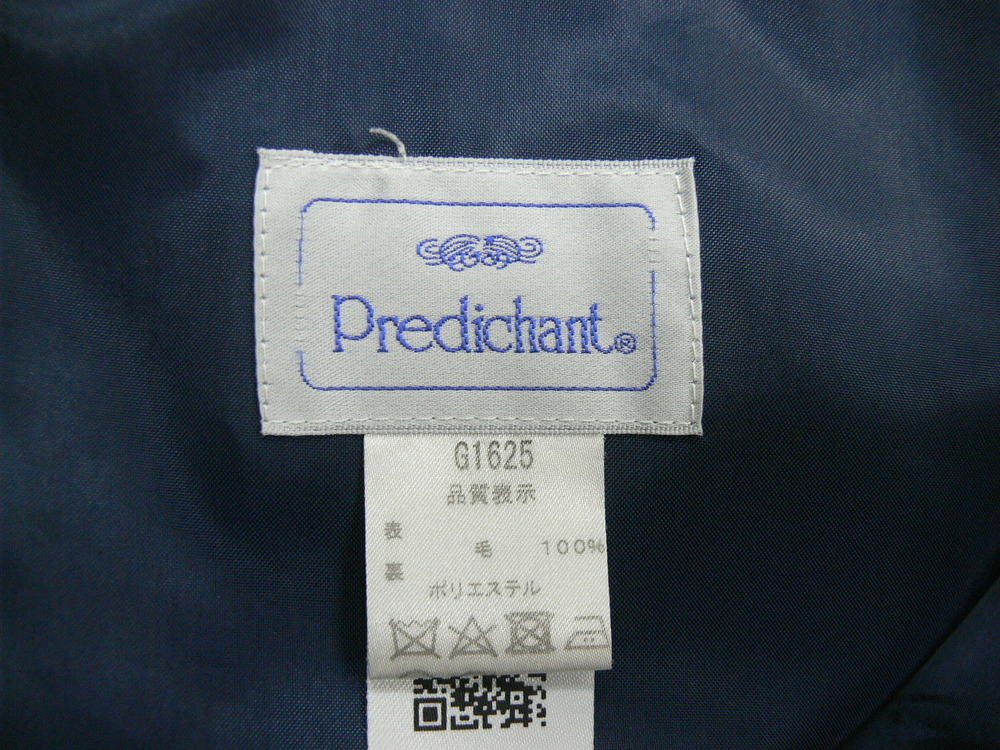 Predichant®
G1625
品質表示
表
毛 100%
裏
ポリエステル